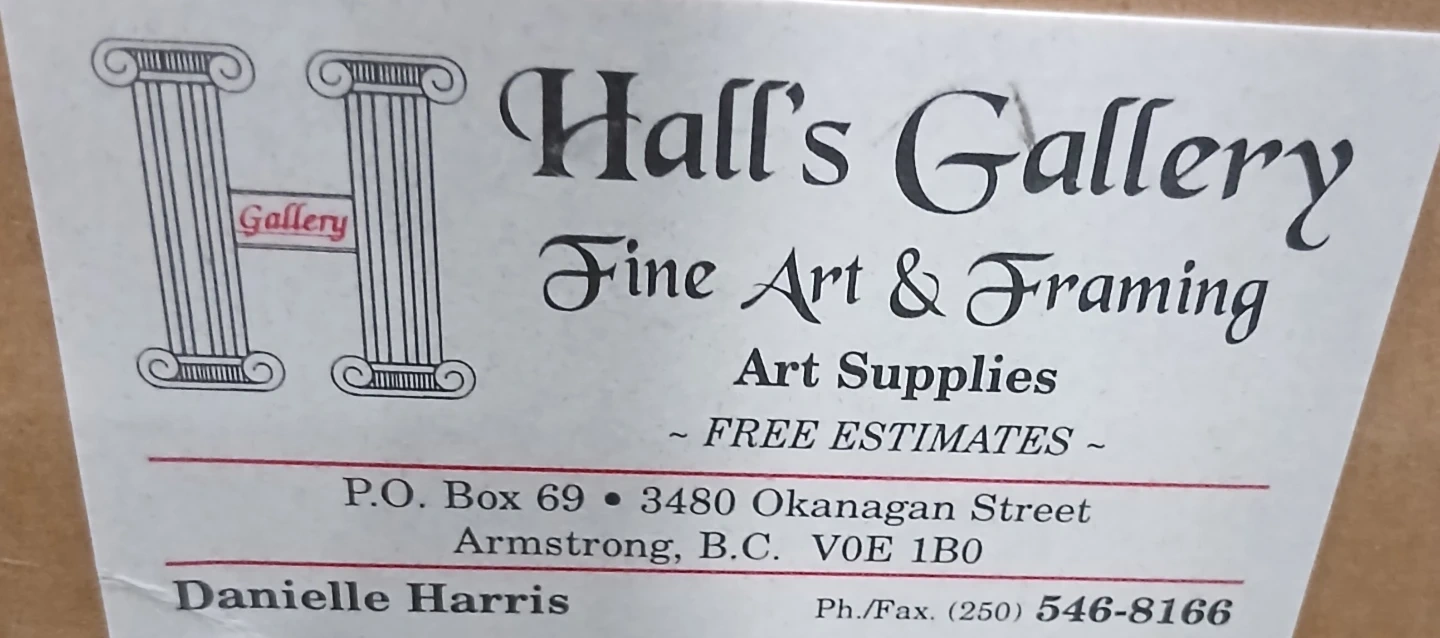 Hall's Gallery
Gallery
Fine Art & Framing
Art Supplies
~ FREE ESTIMATES ~
P.O. Box 69 • 3480 Okanagan Street
Armstrong, B.C. V0E 1B0
Danielle Harris Ph./Fax. (250) 546-8166